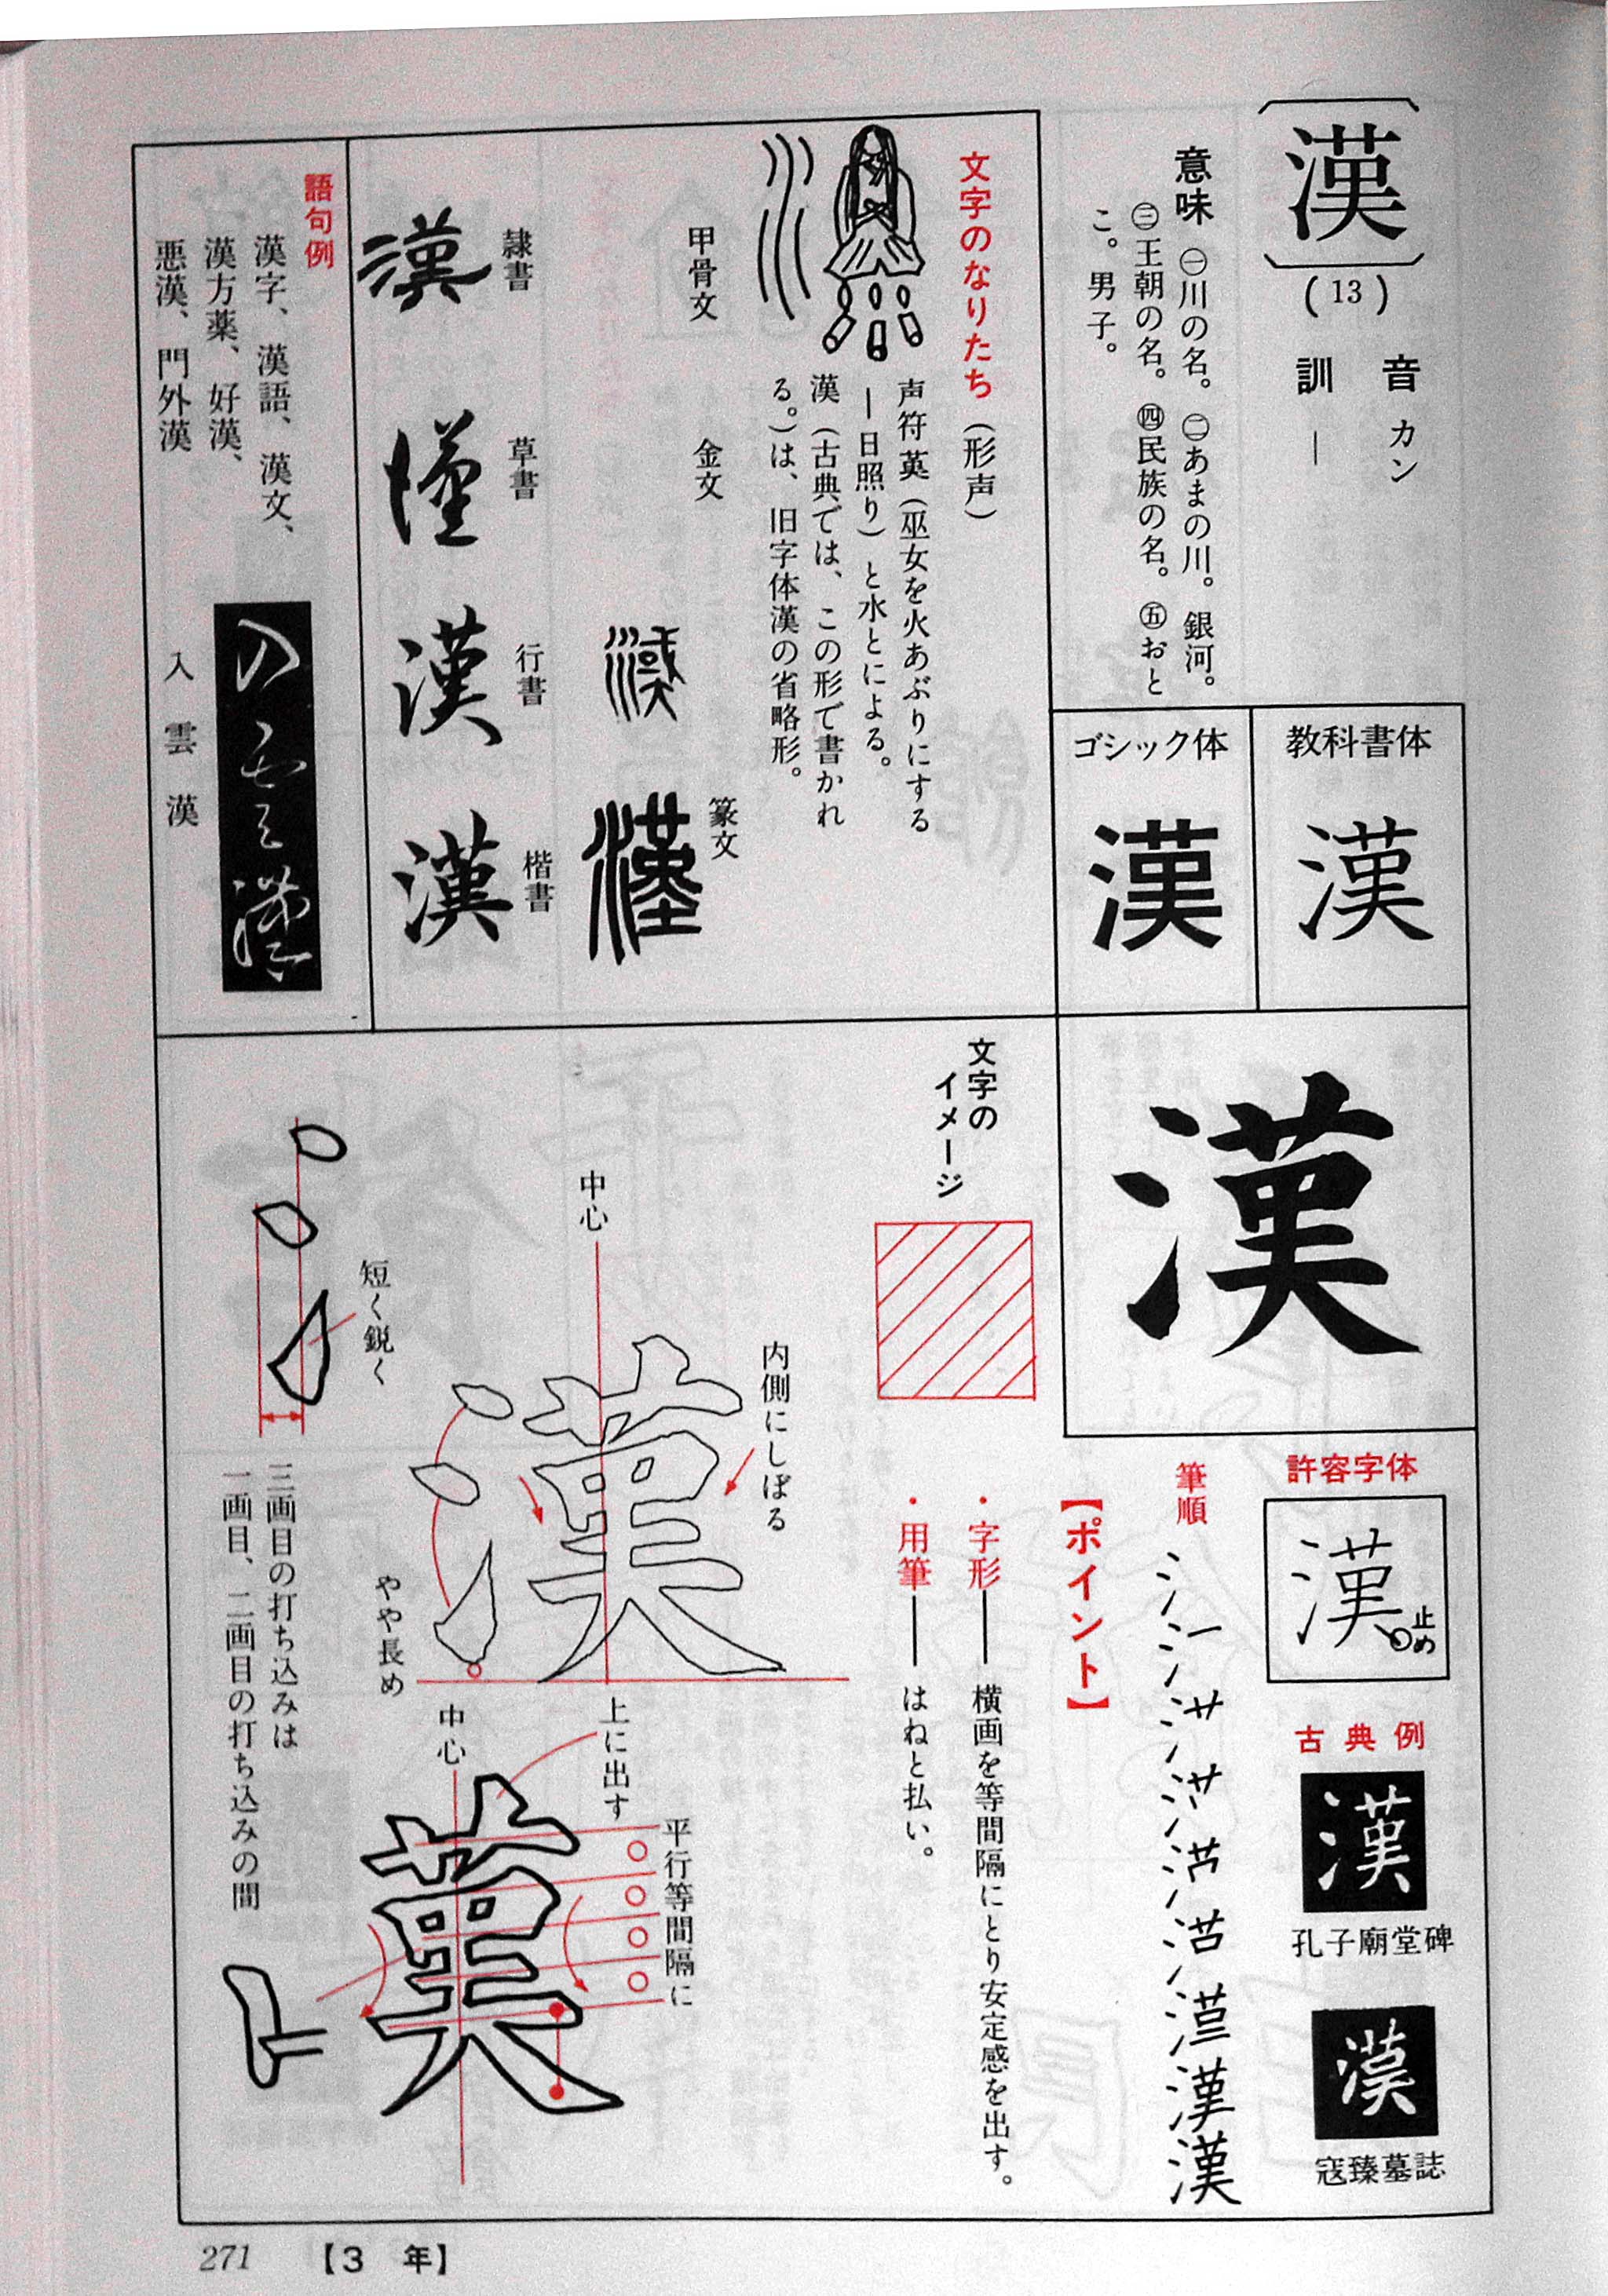 漢
(13)
音 カン
訓 ―
意味 ㊀川の名。㊁あまの川。銀河。
㊂王朝の名。㊃民族の名。㊄おと
こ。男子。
教科書体
漢
ゴシック体
漢
文字のなりたち（形声）
声符𦰩（巫女を火あぶりにする
―日照り）と水とによる。
漢（古典では、この形で書かれ
る。）は、旧字体漢の省略形。
甲骨文
金文
篆文
隷書
漢
草書
漢
行書
漢
楷書
漢
語句例
漢字、漢語、漢文、
漢方薬、好漢、
悪漢、門外漢
入雲漢
漢
許容字体
漢
止め
古典例
漢
孔子廟堂碑
漢
寇臻墓誌
筆順
漢
【ポイント】
・字形―横画を等間隔にとり安定感を出す。
・用筆―はねと払い。
文字の
イメージ
内側にしぼる
中心
漢
やや長め
短く鋭く
三画目の打ち込みは
一画目、二画目の打ち込みの間
上に出す
中心
平行等間隔に
271 【3 年】